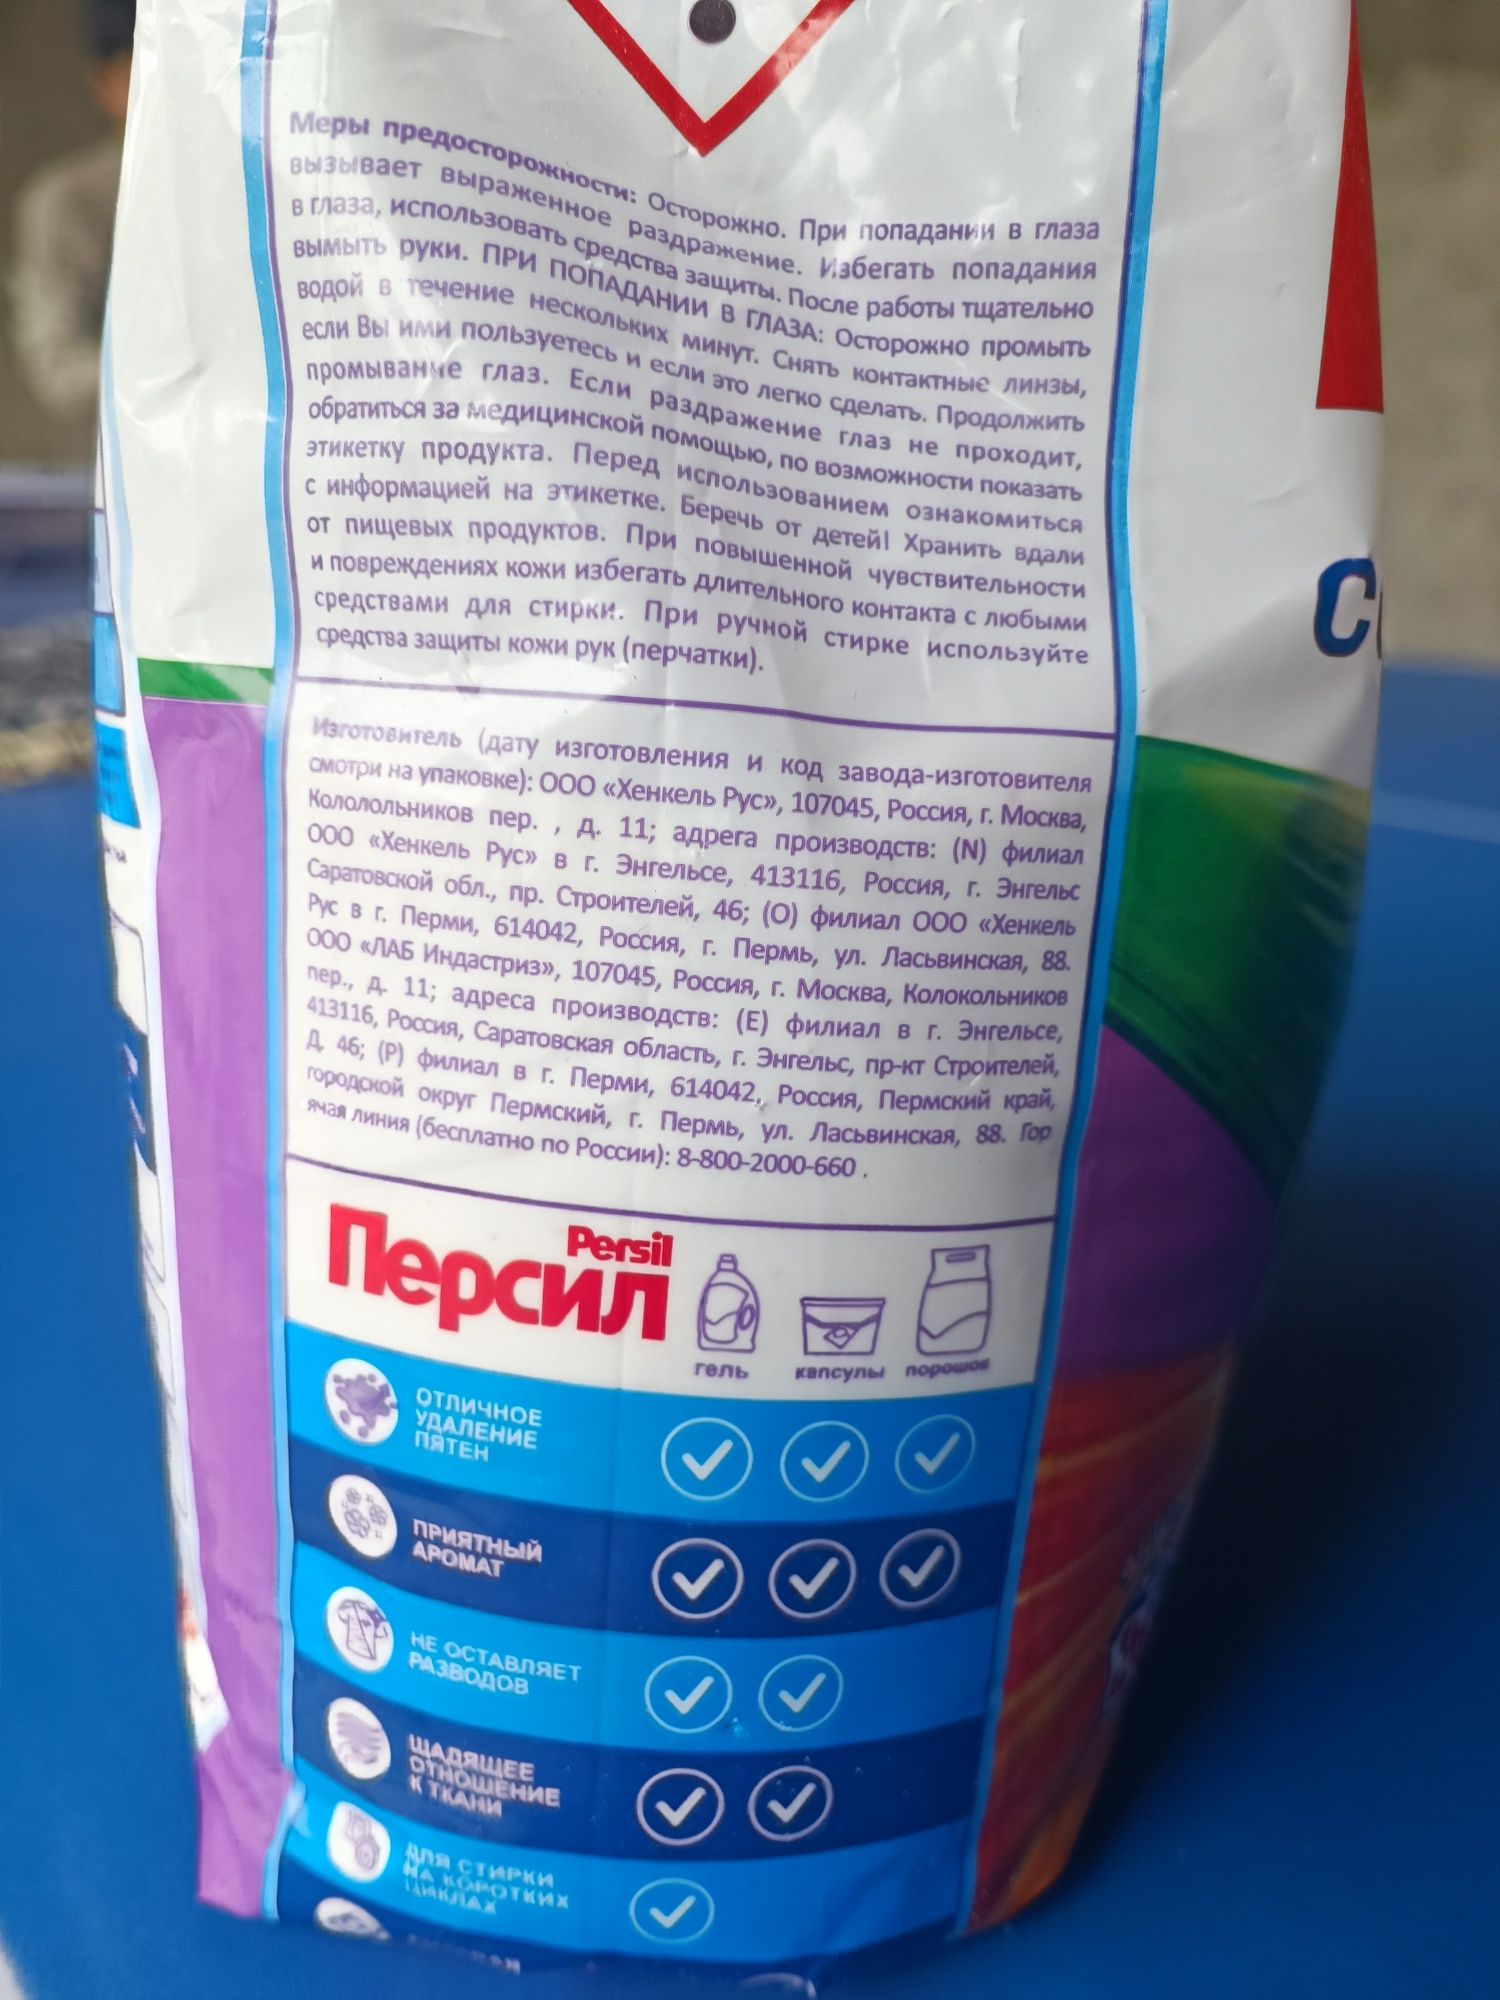 Меры предосторожности: Осторожно. При попадании в глаза
вызывает выраженное раздражение. Избегать попадания
в глаза, использовать средства защиты. После работы тщательно
вымыть руки. ПРИ ПОПАДАНИИ В ГЛАЗА: Осторожно промыть
водой в течение нескольких минут. Снять контактные линзы,
если Вы ими пользуетесь и если это легко сделать. Продолжить
промывание глаз. Если раздражение глаз не проходит,
обратиться за медицинской помощью, по возможности показать
этикетку продукта. Перед использованием ознакомиться
с информацией на этикетке. Беречь от детей! Хранить вдали
от пищевых продуктов. При повышенной чувствительности
и повреждениях кожи избегать длительного контакта с любыми
средствами для стирки. При ручной стирке используйте
средства защиты кожи рук (перчатки).
Изготовитель (дату изготовления и код завода-изготовителя
смотри на упаковке): ООО «Хенкель Рус», 107045, Россия, г. Москва,
Кололольников пер. , д. 11; адрега производств: (N) филиал
ООО «Хенкель Рус» в г. Энгельсе, 413116, Россия, г. Энгельс
Саратовской обл., пр. Строителей, 46; (О) филиал ООО «Хенкель
Рус в г. Перми, 614042, Россия, г. Пермь, ул. Ласьвинская, 88.
ООО «ЛАБ Индастриз», 107045, Россия, г. Москва, Колокольников
пер., д. 11; адреса производств: (Е) филиал в г. Энгельсе,
413116, Россия, Саратовская область, г. Энгельс, пр-кт Строителей,
Д. 46; (Р) филиал в г. Перми, 614042, Россия, Пермский край,
городской округ Пермский, г. Пермь, ул. Ласьвинская, 88. Гор
ячая линия (бесплатно по России): 8-800-2000-660 .
Persil
Персил
гель капсулы порошок
ОТЛИЧНОЕ
УДАЛЕНИЕ
ПЯТЕН
ПРИЯТНЫЙ
АРОМАТ
НЕ ОСТАВЛЯЕТ
РАЗВОДОВ
ЩАДЯЩЕЕ
ОТНОШЕНИЕ
К ТКАНИ
ДЛЯ СТИРКИ
НА КОРОТКИХ
ЦИКЛАХ